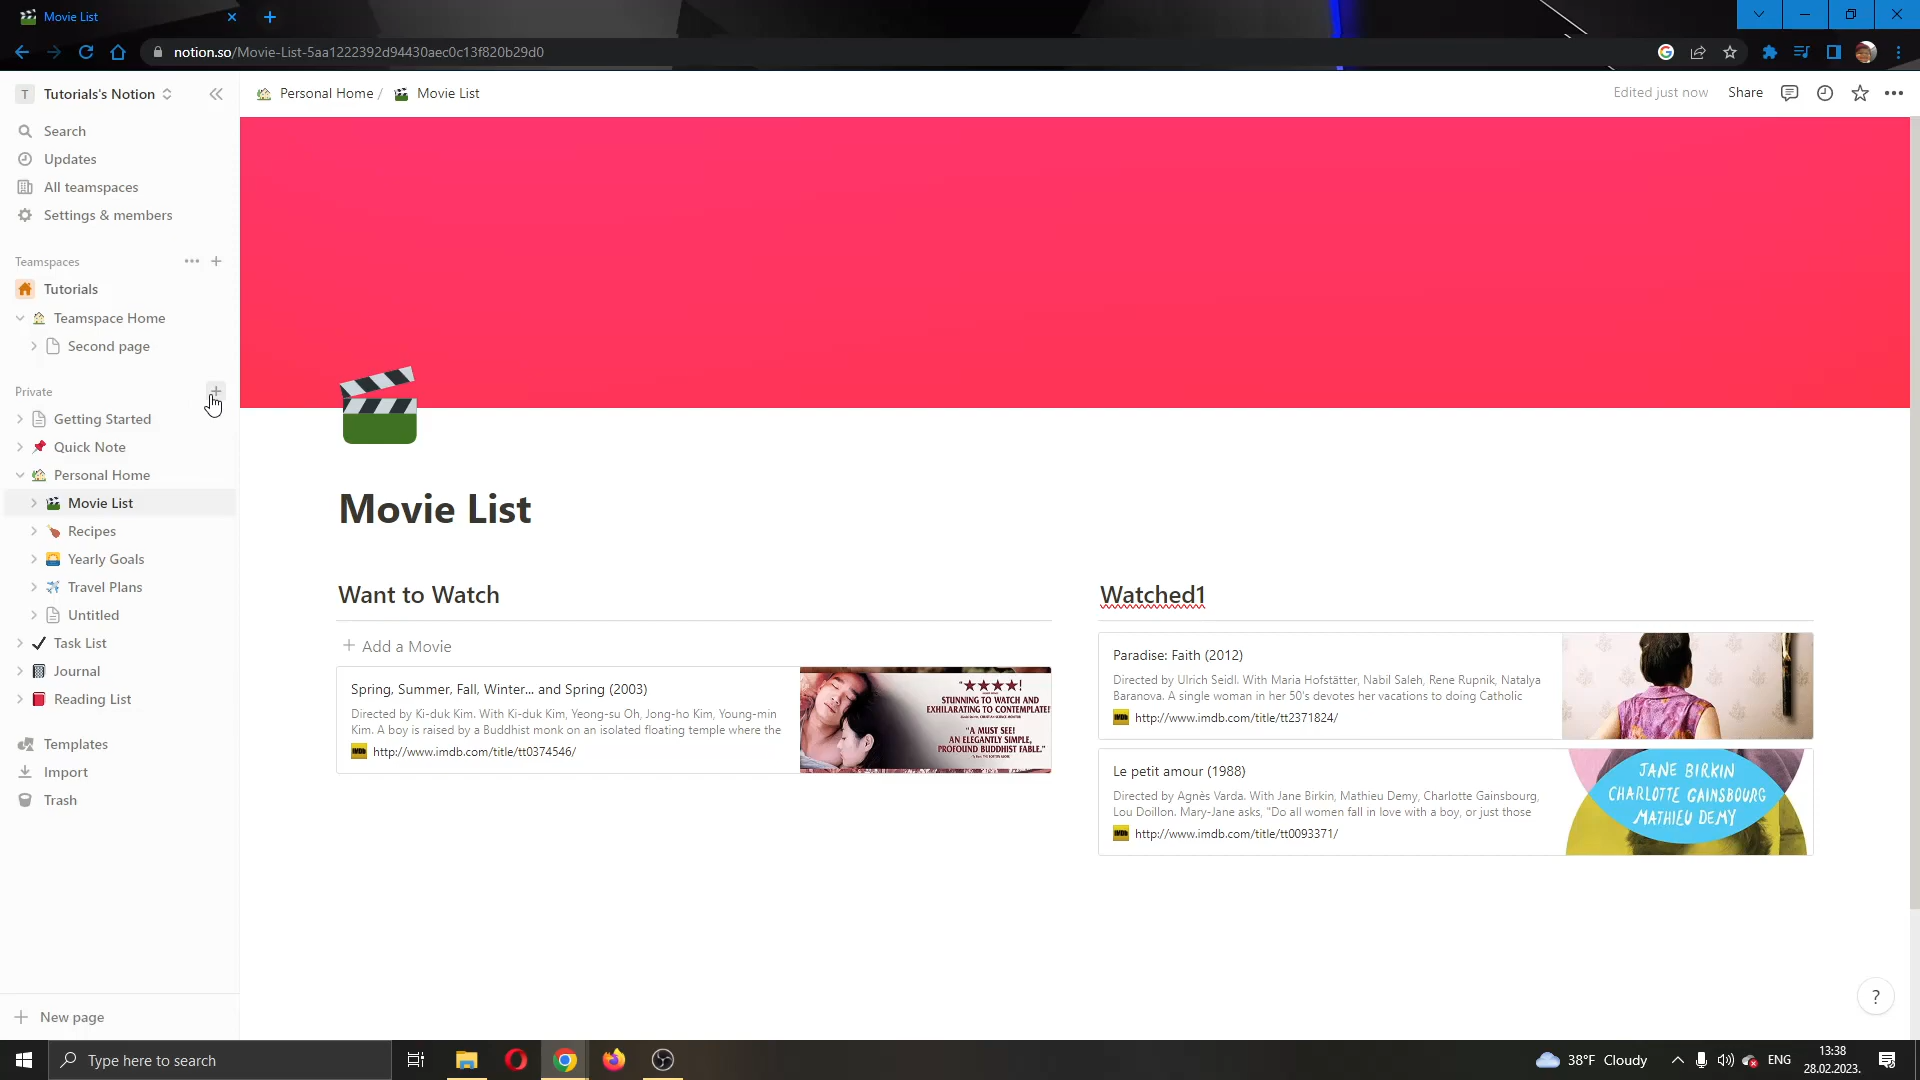 Movie List
notion.so/Movie-List-5aa1222392d94430aec0c13f820b29d0
T Tutorials's Notion
Personal Home / Movie List
Edited just now Share
Search
Updates
All teamspaces
Settings & members
Teamspaces
Tutorials
Teamspace Home
Second page
Private
Getting Started
Quick Note
Personal Home
Movie List
Recipes
Yearly Goals
Travel Plans
Untitled
Task List
Journal
Reading List
Templates
Import
Trash
New page
Movie List
Want to Watch
Add a Movie
Spring, Summer, Fall, Winter... and Spring (2003)
Directed by Ki-duk Kim. With Ki-duk Kim, Yeong-su Oh, Jong-ho Kim, Young-min
Kim. A boy is raised by a Buddhist monk on an isolated floating temple where the
IMDb http://www.imdb.com/title/tt0374546/
"★★★★!
STUNNING TO WATCH AND
EXHILARATING TO CONTEMPLATE!
"A MUST SEE!
AN ELEGANTLY SIMPLE,
PROFOUND BUDDHIST FABLE."
Watched1
Paradise: Faith (2012)
Directed by Ulrich Seidl. With Maria Hofstätter, Nabil Saleh, Rene Rupnik, Natalya
Baranova. A single woman in her 50's devotes her vacations to doing Catholic
IMDb http://www.imdb.com/title/tt2371824/
Le petit amour (1988)
Directed by Agnès Varda. With Jane Birkin, Mathieu Demy, Charlotte Gainsbourg,
Lou Doillon. Mary-Jane asks, "Do all women fall in love with a boy, or just those
IMDb http://www.imdb.com/title/tt0093371/
JANE BIRKIN
CHARLOTTE GAINSBOURG
MATHIEU DEMY
?
Type here to search
38°F Cloudy
ENG
13:38
28.02.2023.